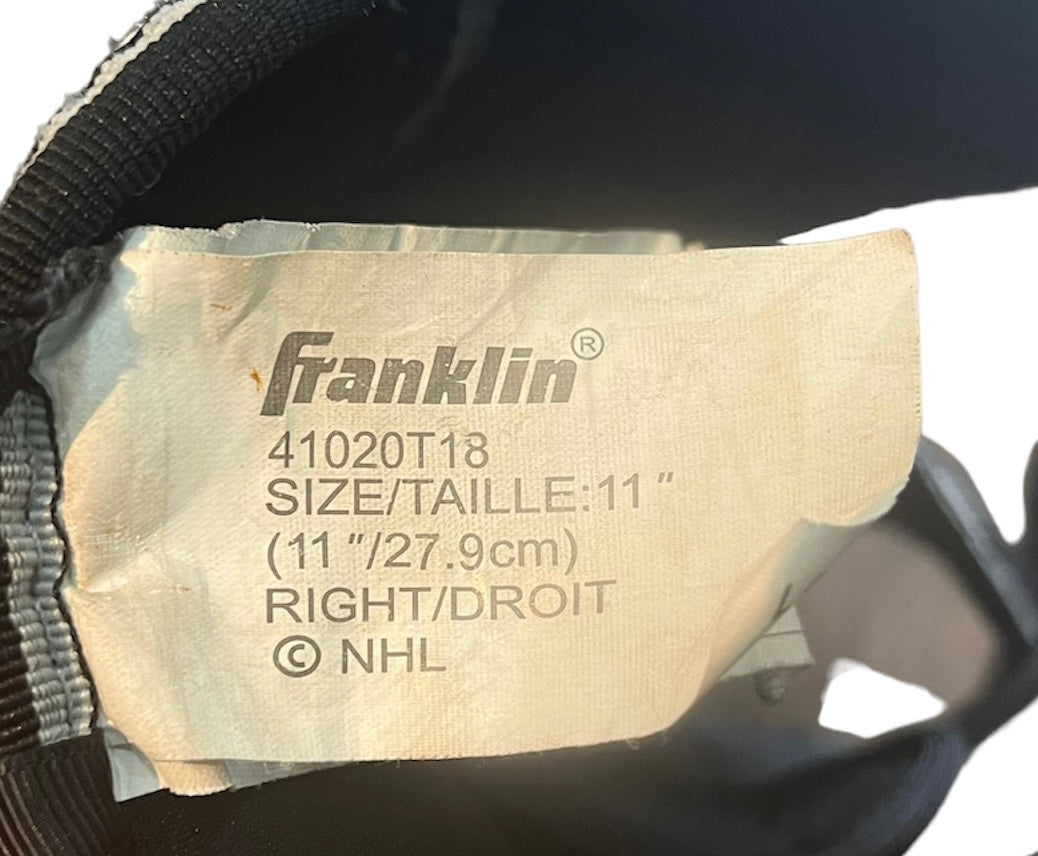 Franklin®
41020T18
SIZE/TAILLE:11"
(11"/27.9cm)
RIGHT/DROIT
© NHL